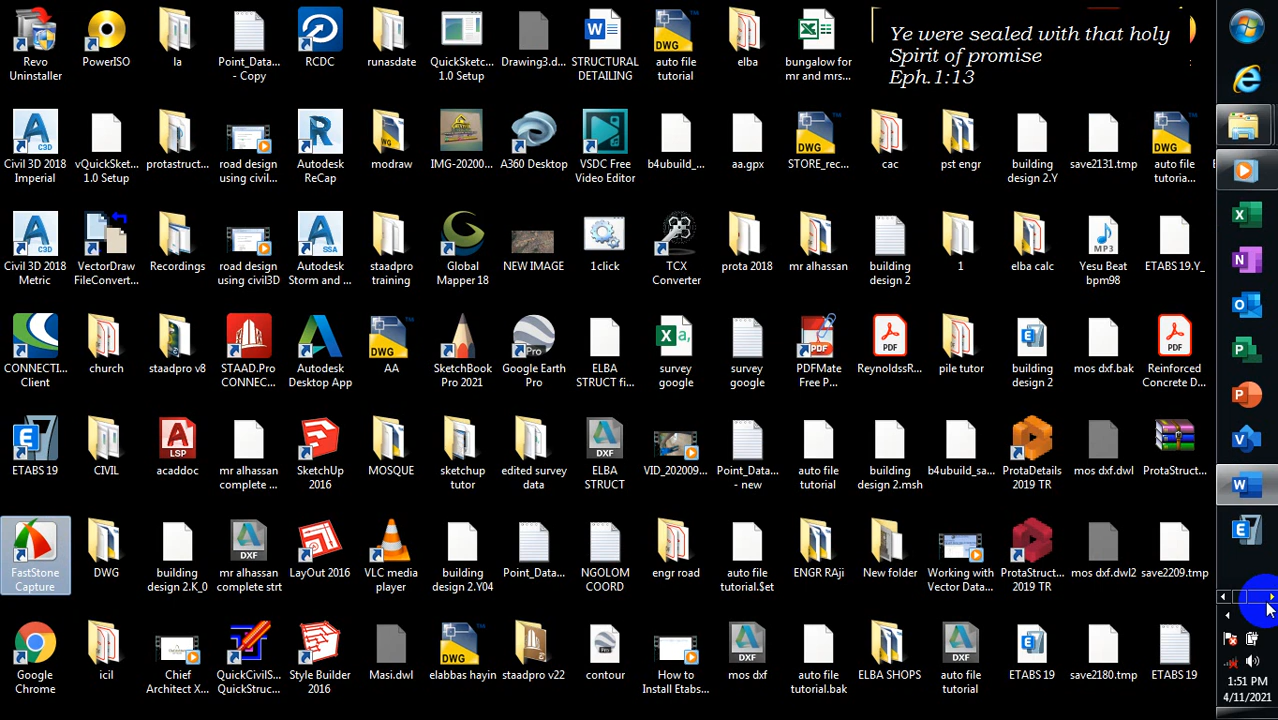 Ye were sealed with that holy
Spirit of promise
Eph.1:13
Revo
Uninstaller
PowerISO
la
Point_Data...
- Copy
RCDC
runasdate
QuickSketc...
1.0 Setup
Drawing3.d...
STRUCTURAL
DETAILING
auto file
tutorial
elba
bungalow for
mr and mrs...
Civil 3D 2018
Imperial
vQuickSket...
1.0 Setup
protastruct...
road design
using civil...
Autodesk
ReCap
modraw
IMG-20200...
A360 Desktop
VSDC Free
Video Editor
b4ubuild_...
aa.gpx
STORE_rec...
cac
pst engr
building
design 2.Y
save2131.tmp
auto file
tutoria...
Civil 3D 2018
Metric
VectorDraw
FileConvert...
Recordings
road design
using civil3D
Autodesk
Storm and ...
staadpro
training
Global
Mapper 18
NEW IMAGE
1click
TCX
Converter
prota 2018
mr alhassan
building
design 2
1
elba calc
Yesu Beat
bpm98
ETABS 19.Y_
CONNECTI...
Client
church
staadpro v8
STAAD.Pro
CONNEC...
Autodesk
Desktop App
AA
SketchBook
Pro 2021
Google Earth
Pro
ELBA
STRUCT fi...
survey
google
survey
google
PDFMate
Free P...
ReynoldssR...
pile tutor
building
design 2
mos dxf.bak
Reinforced
Concrete D...
ETABS 19
CIVIL
acaddoc
mr alhassan
complete ...
SketchUp
2016
MOSQUE
sketchup
tutor
edited survey
data
ELBA
STRUCT
VID_202009...
Point_Data...
- new
auto file
tutorial
building
design 2.msh
b4ubuild_sa...
ProtaDetails
2019 TR
mos dxf.dwl
ProtaStruct...
FastStone
Capture
DWG
building
design 2.K_0
mr alhassan
complete strt
LayOut 2016
VLC media
player
building
design 2.Y04
Point_Data...
NGOLOM
COORD
engr road
auto file
tutorial.$et
ENGR RAji
New folder
Working with
Vector Data...
ProtaStruct...
2019 TR
mos dxf.dwl2
save2209.tmp
Google
Chrome
icil
Chief
Architect X...
QuickCivilS...
QuickStruc...
Style Builder
2016
Masi.dwl
elabbas hayin
staadpro v22
contour
How to
Install Etabs...
mos dxf
auto file
tutorial.bak
ELBA SHOPS
auto file
tutorial
ETABS 19
save2180.tmp
ETABS 19
1:51 PM
4/11/2021